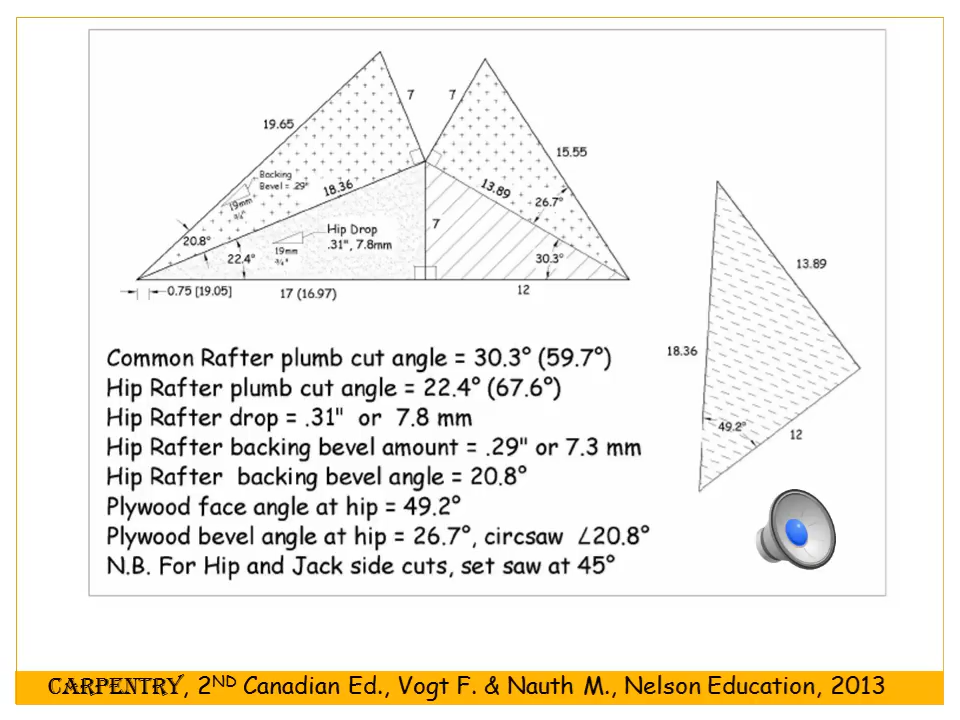 7
7
19.65
15.55
Backing
Bevel = .29"
18.36
13.89
19mm
¾"
26.7°
7
Hip Drop
.31", 7.8mm
20.8°
22.4°
19mm
¾"
30.3°
0.75 [19.05]
17 (16.97)
12
13.89
18.36
49.2°
12
Common Rafter plumb cut angle = 30.3° (59.7°)
Hip Rafter plumb cut angle = 22.4° (67.6°)
Hip Rafter drop = .31" or 7.8 mm
Hip Rafter backing bevel amount = .29" or 7.3 mm
Hip Rafter backing bevel angle = 20.8°
Plywood face angle at hip = 49.2°
Plywood bevel angle at hip = 26.7°, circsaw ∠20.8°
N.B. For Hip and Jack side cuts, set saw at 45°
CARPENTRY, 2ND Canadian Ed., Vogt F. & Nauth M., Nelson Education, 2013